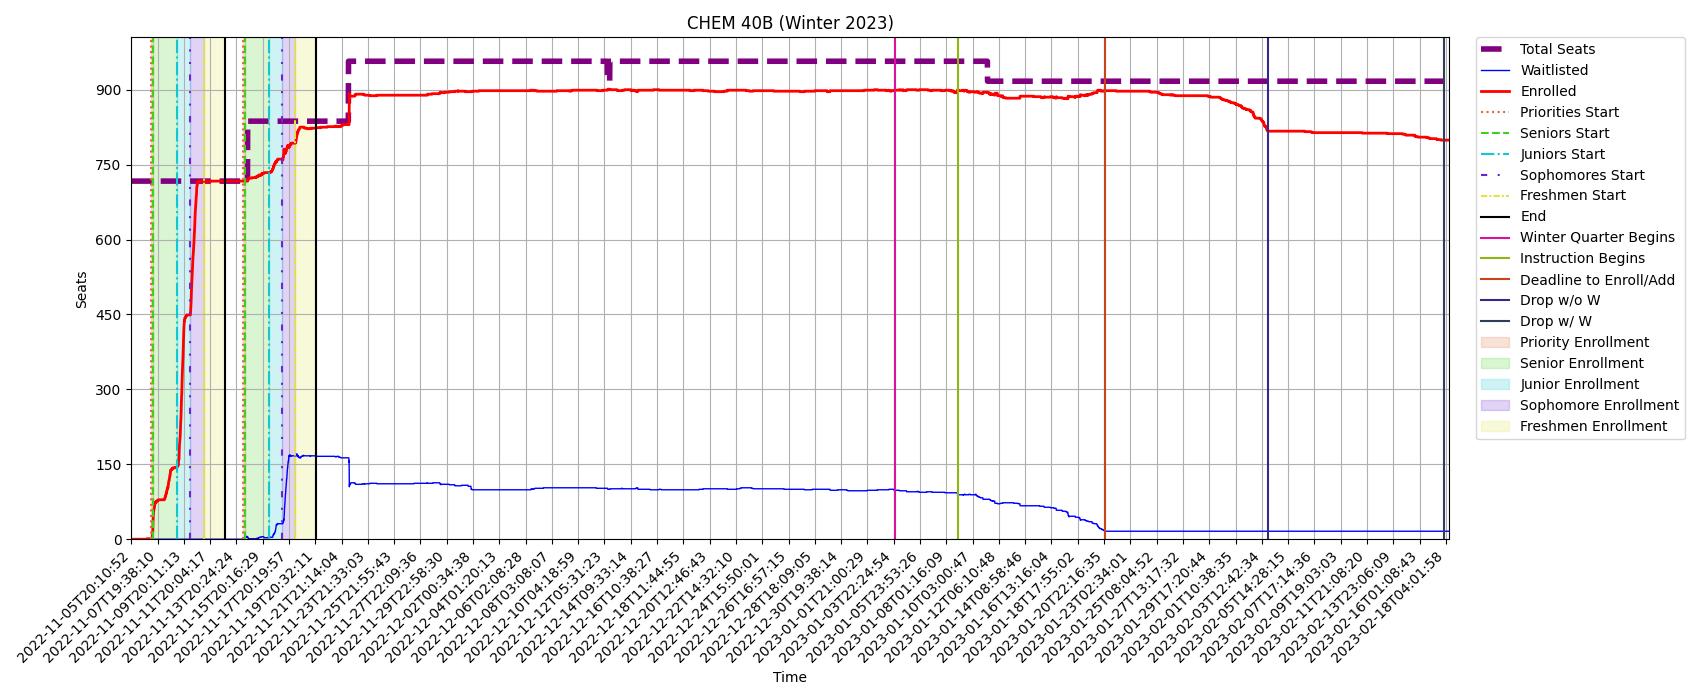 CHEM 40B (Winter 2023)
Seats
900
750
600
450
300
150
0
2022-11-05T20:10:52
2022-11-07T19:38:10
2022-11-09T20:11:13
2022-11-11T20:04:17
2022-11-13T20:24:24
2022-11-15T20:16:29
2022-11-17T20:19:57
2022-11-19T20:32:11
2022-11-21T21:14:04
2022-11-23T21:33:03
2022-11-25T21:55:43
2022-11-27T22:09:36
2022-11-29T22:58:30
2022-12-02T00:34:38
2022-12-04T01:20:13
2022-12-06T02:08:28
2022-12-08T03:08:07
2022-12-10T04:18:59
2022-12-12T05:31:23
2022-12-14T09:33:14
2022-12-16T10:38:27
2022-12-18T11:44:55
2022-12-20T12:46:43
2022-12-22T14:32:10
2022-12-24T15:50:01
2022-12-26T16:57:15
2022-12-28T18:09:05
2022-12-30T19:38:14
2023-01-01T21:00:29
2023-01-03T22:24:54
2023-01-05T23:53:26
2023-01-08T01:16:09
2023-01-10T03:00:47
2023-01-12T06:10:48
2023-01-14T09:58:46
2023-01-16T13:16:04
2023-01-18T17:55:02
2023-01-20T22:16:35
2023-01-23T02:34:01
2023-01-25T08:04:52
2023-01-27T13:17:32
2023-01-29T17:20:44
2023-02-01T10:38:35
2023-02-03T12:42:34
2023-02-05T14:28:15
2023-02-07T17:14:36
2023-02-09T19:03:03
2023-02-11T21:08:20
2023-02-13T23:06:09
2023-02-16T01:08:43
2023-02-18T04:01:58
Time
Total Seats
Waitlisted
Enrolled
Priorities Start
Seniors Start
Juniors Start
Sophomores Start
Freshmen Start
End
Winter Quarter Begins
Instruction Begins
Deadline to Enroll/Add
Drop w/o W
Drop w/ W
Priority Enrollment
Senior Enrollment
Junior Enrollment
Sophomore Enrollment
Freshmen Enrollment